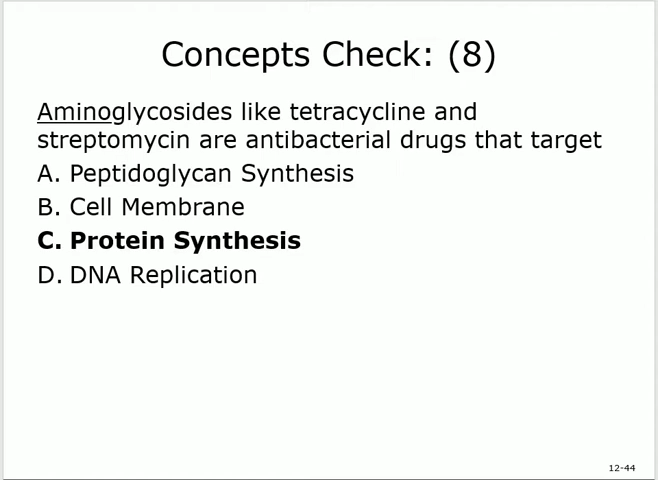 Concepts Check: (8)
Aminoglycosides like tetracycline and
streptomycin are antibacterial drugs that target
A. Peptidoglycan Synthesis
B. Cell Membrane
C. Protein Synthesis
D. DNA Replication
12-44